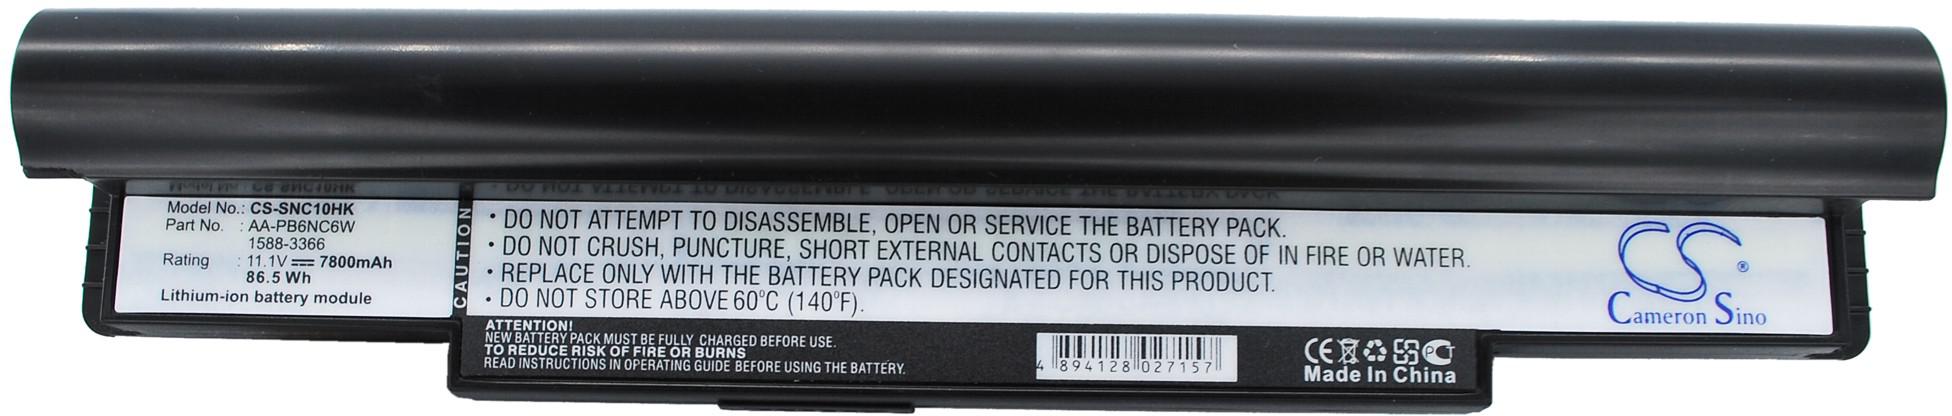 Model No.: CS-SNC10HK
Part No. : AA-PB6NC6W
1588-3366
Rating : 11.1V 7800mAh
86.5 Wh
Lithium-ion battery module
CAUTION
• DO NOT ATTEMPT TO DISASSEMBLE, OPEN OR SERVICE THE BATTERY PACK.
• DO NOT CRUSH, PUNCTURE, SHORT EXTERNAL CONTACTS OR DISPOSE OF IN FIRE OR WATER.
• REPLACE ONLY WITH THE BATTERY PACK DESIGNATED FOR THIS PRODUCT.
• DO NOT STORE ABOVE 60°C (140°F).
CS®
Cameron Sino
ATTENTION!
NEW BATTERY PACK MUST BE FULLY CHARGED BEFORE USE.
TO REDUCE RISK OF FIRE OR BURNS
READ INSTRUCTIONS IN OPERATING GUIDE BEFORE USING THE BATTERY.
4 894128 027157
CE PCT
Made In China